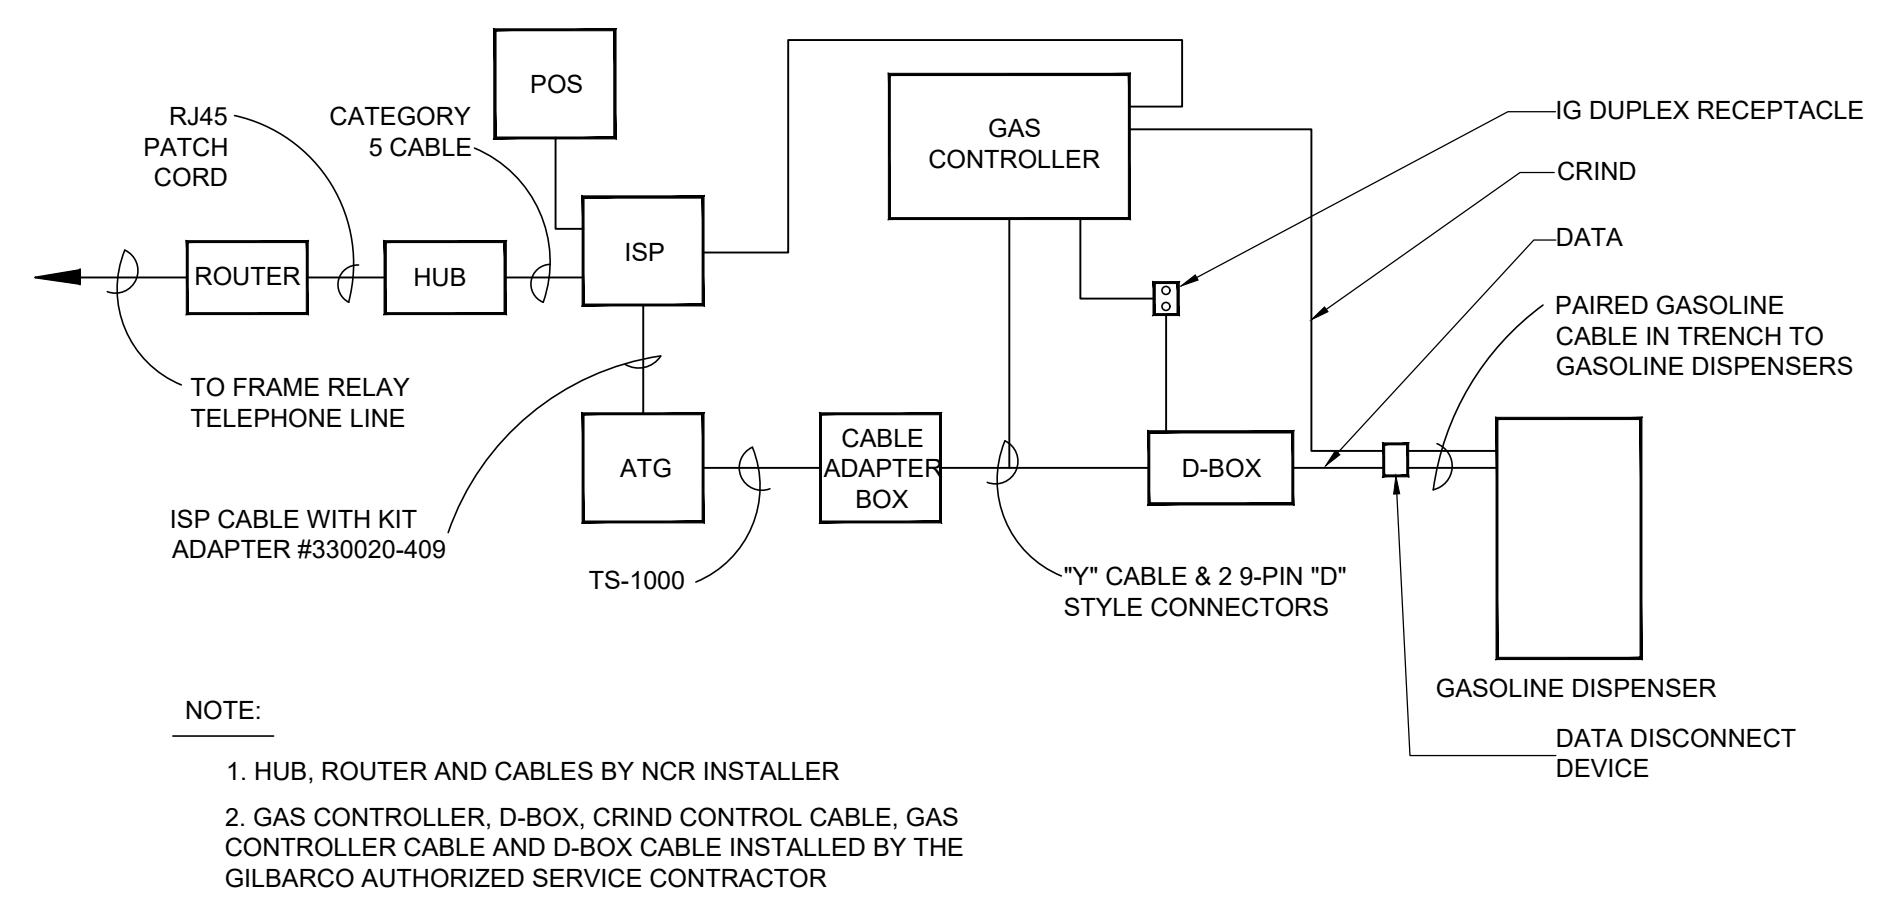 POS
RJ45
PATCH
CORD
CATEGORY
5 CABLE
GAS
CONTROLLER
IG DUPLEX RECEPTACLE
CRIND
DATA
ISP
ROUTER
HUB
PAIRED GASOLINE
CABLE IN TRENCH TO
GASOLINE DISPENSERS
TO FRAME RELAY
TELEPHONE LINE
ATG
CABLE
ADAPTER
BOX
D-BOX
ISP CABLE WITH KIT
ADAPTER #330020-409
TS-1000
"Y" CABLE & 2 9-PIN "D"
STYLE CONNECTORS
GASOLINE DISPENSER
DATA DISCONNECT
DEVICE
NOTE:
1. HUB, ROUTER AND CABLES BY NCR INSTALLER
2. GAS CONTROLLER, D-BOX, CRIND CONTROL CABLE, GAS
CONTROLLER CABLE AND D-BOX CABLE INSTALLED BY THE
GILBARCO AUTHORIZED SERVICE CONTRACTOR